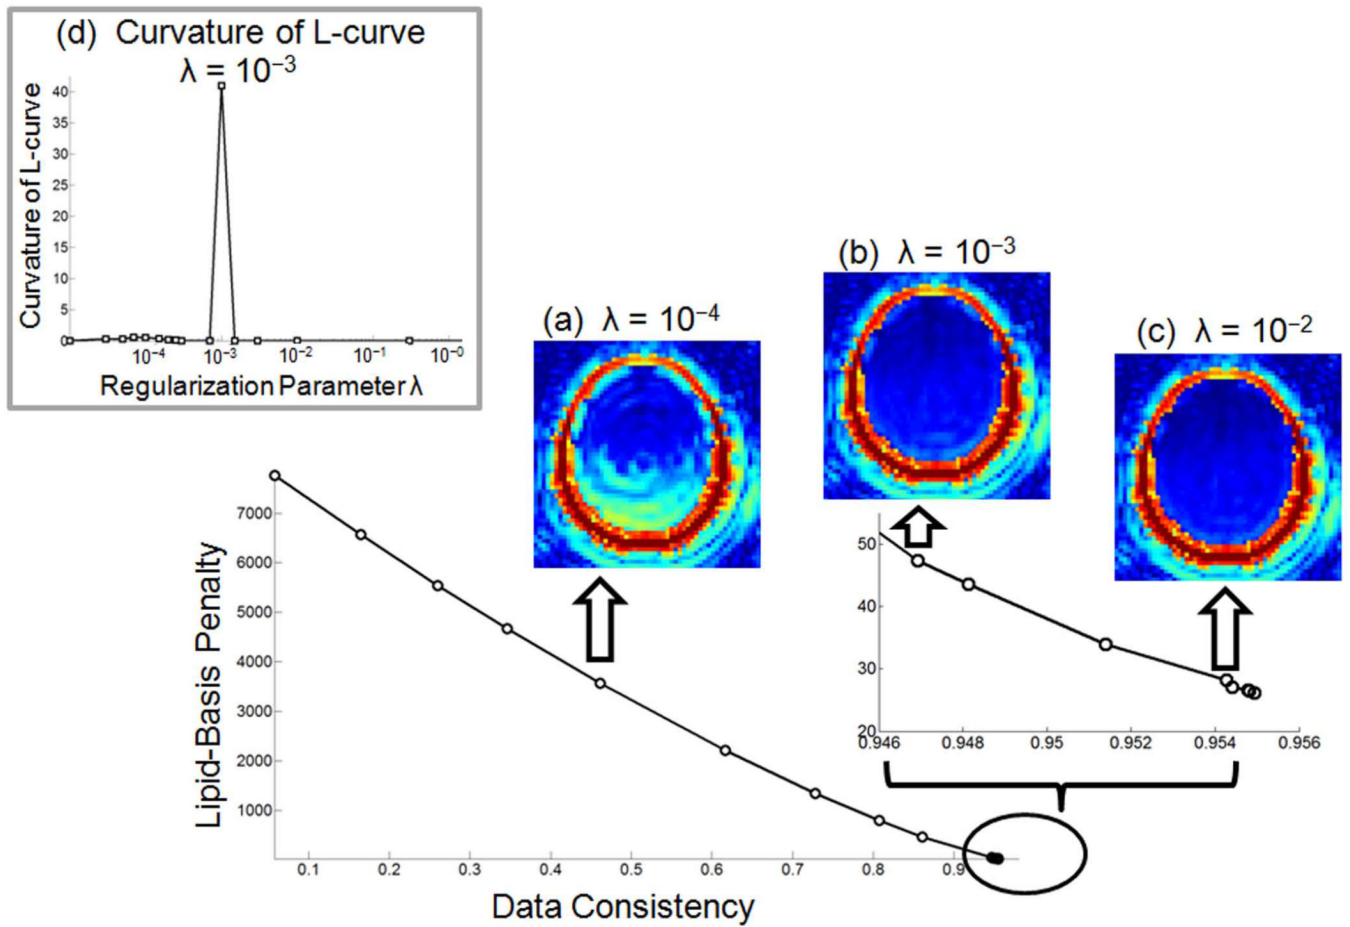 (d) Curvature of L-curve
λ = 10⁻³
Curvature of L-curve
40
35
30
25
20
15
10
5
0
10⁻⁴ 10⁻³ 10⁻² 10⁻¹ 10⁻⁰
Regularization Parameter λ
(a) λ = 10⁻⁴
(b) λ = 10⁻³
(c) λ = 10⁻²
50
40
30
20
0.946 0.948 0.95 0.952 0.954 0.956
Lipid-Basis Penalty
7000
6000
5000
4000
3000
2000
1000
0.1 0.2 0.3 0.4 0.5 0.6 0.7 0.8 0.9
Data Consistency